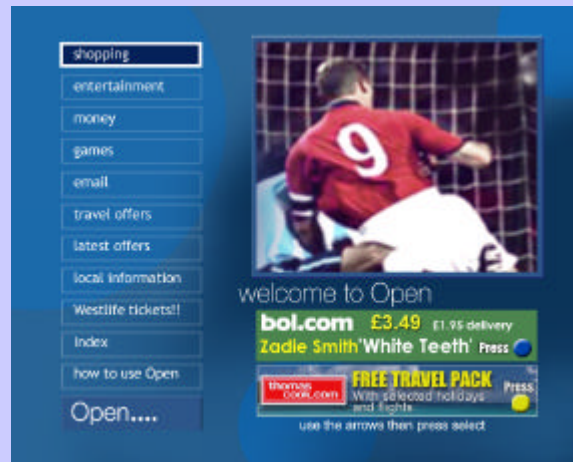 shopping
entertainment
money
games
email
travel offers
latest offers
local information
Westlife tickets!!
index
how to use Open
Open....
9
welcome to Open
bol.com £3.49 £1.95 delivery
Zadie Smith 'White Teeth' Press
thomas cook.com FREE TRAVEL PACK Press
With selected holidays
and flights
use the arrows then press select